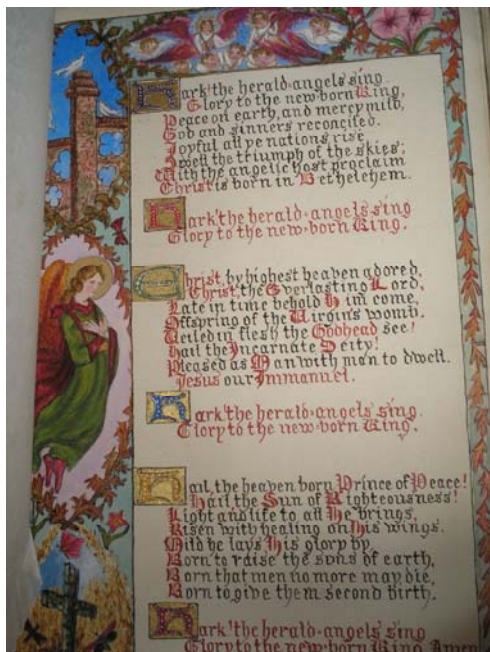 Hark! the herald-angels sing
Glory to the new-born King,
Peace on earth, and mercy mild,
God and sinners reconciled.
Joyful all ye nations rise,
Join the triumph of the skies;
With the angelic host proclaim
Christ is born in Bethelehem.
Hark! the herald-angels sing
Glory to the new-born King.
Christ, by highest heaven adored,
Christ, the Everlasting Lord,
Late in time behold Him come,
Offspring of the Virgin's womb.
Veiled in flesh the Godhead see!
Hail the Incarnate Deity!
Pleased as Man with man to dwell.
Jesus our Immanuel.
Hark! the herald-angels sing.
Glory to the new-born King.
Hail, the heaven born Prince of Peace!
Hail the Sun of Righteousness!
Light and life to all He brings,
Risen with healing on His wings.
Mild he lays His glory by
Born to raise the sons of earth,
Born that men no more may die,
Born to give them second birth.
Hark! the herald-angels sing
Glory to the new-born King Amen